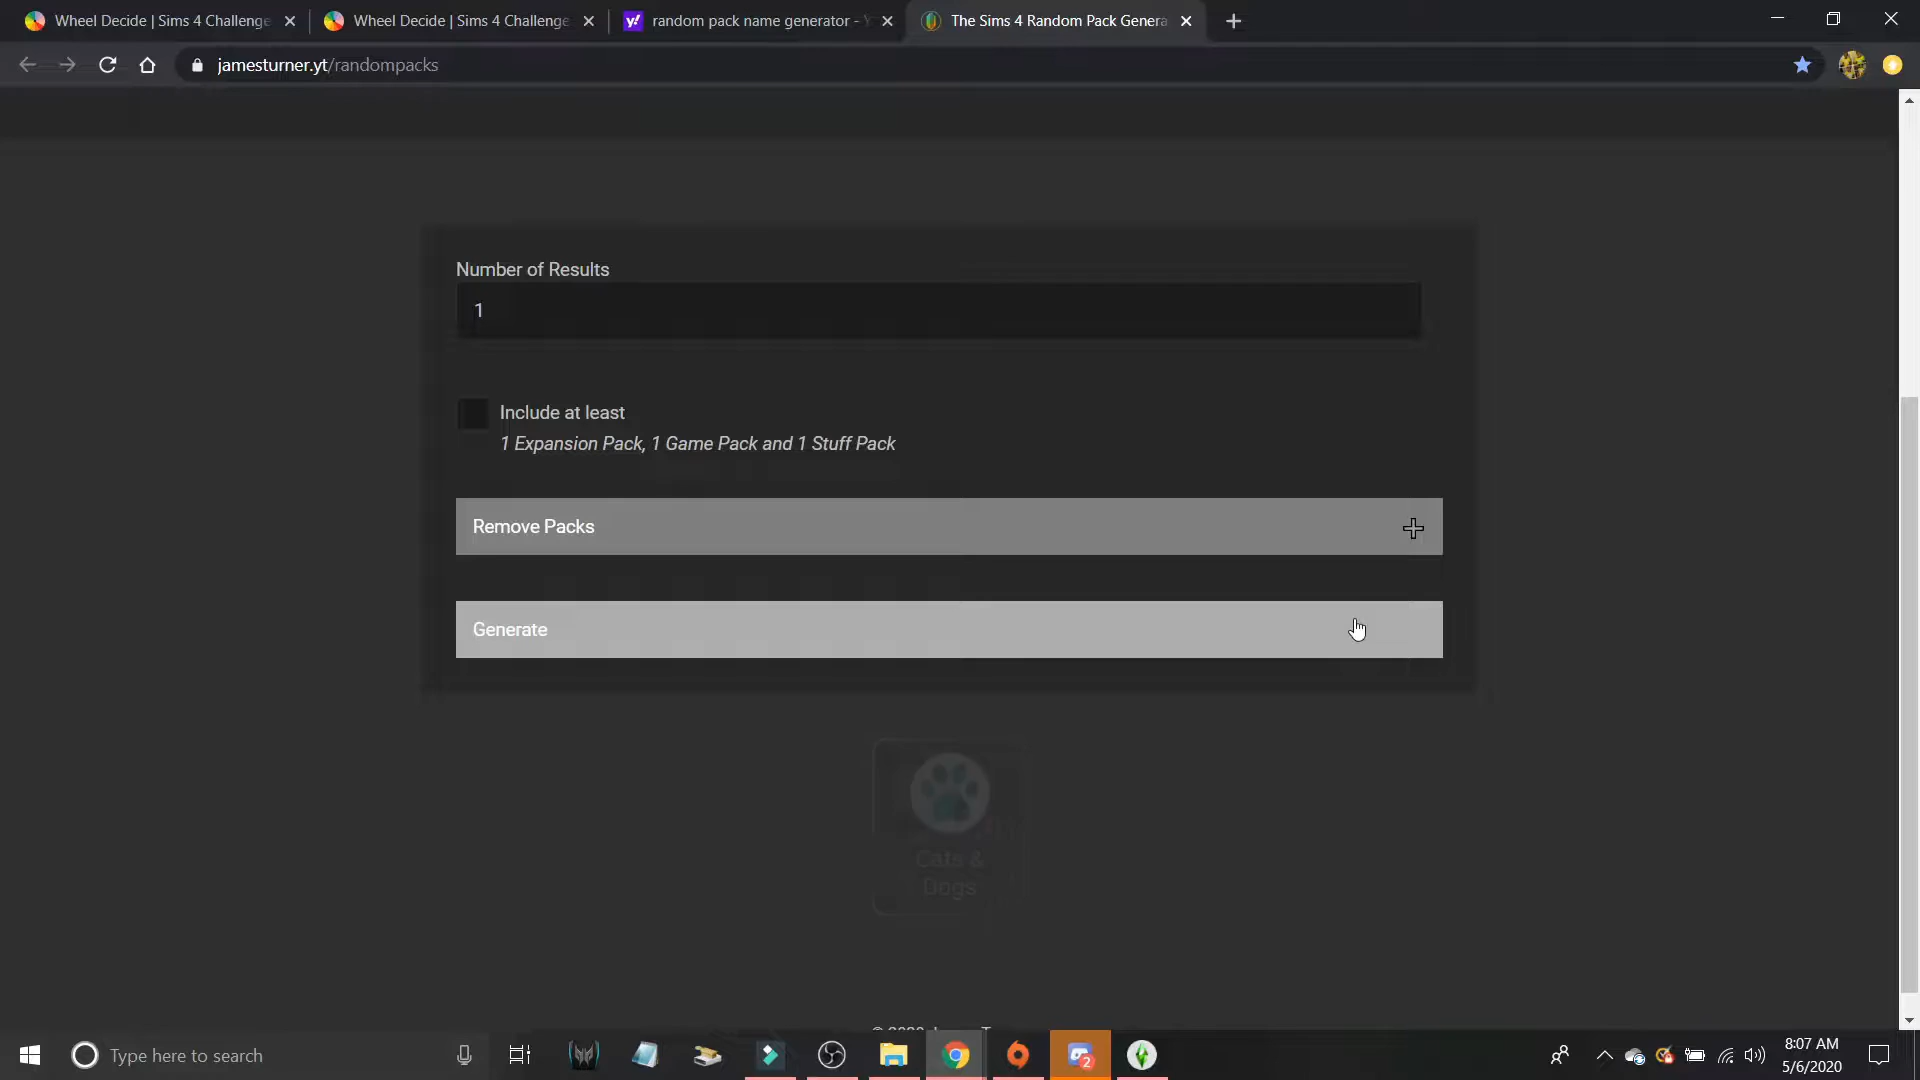 Wheel Decide | Sims 4 Challenge
Wheel Decide | Sims 4 Challenge
random pack name generator -
The Sims 4 Random Pack Genera
jamesturner.yt/randompacks
Number of Results
1
Include at least
1 Expansion Pack, 1 Game Pack and 1 Stuff Pack
Remove Packs
Generate
Cats &
Dogs
Type here to search
2
8:07 AM
5/6/2020